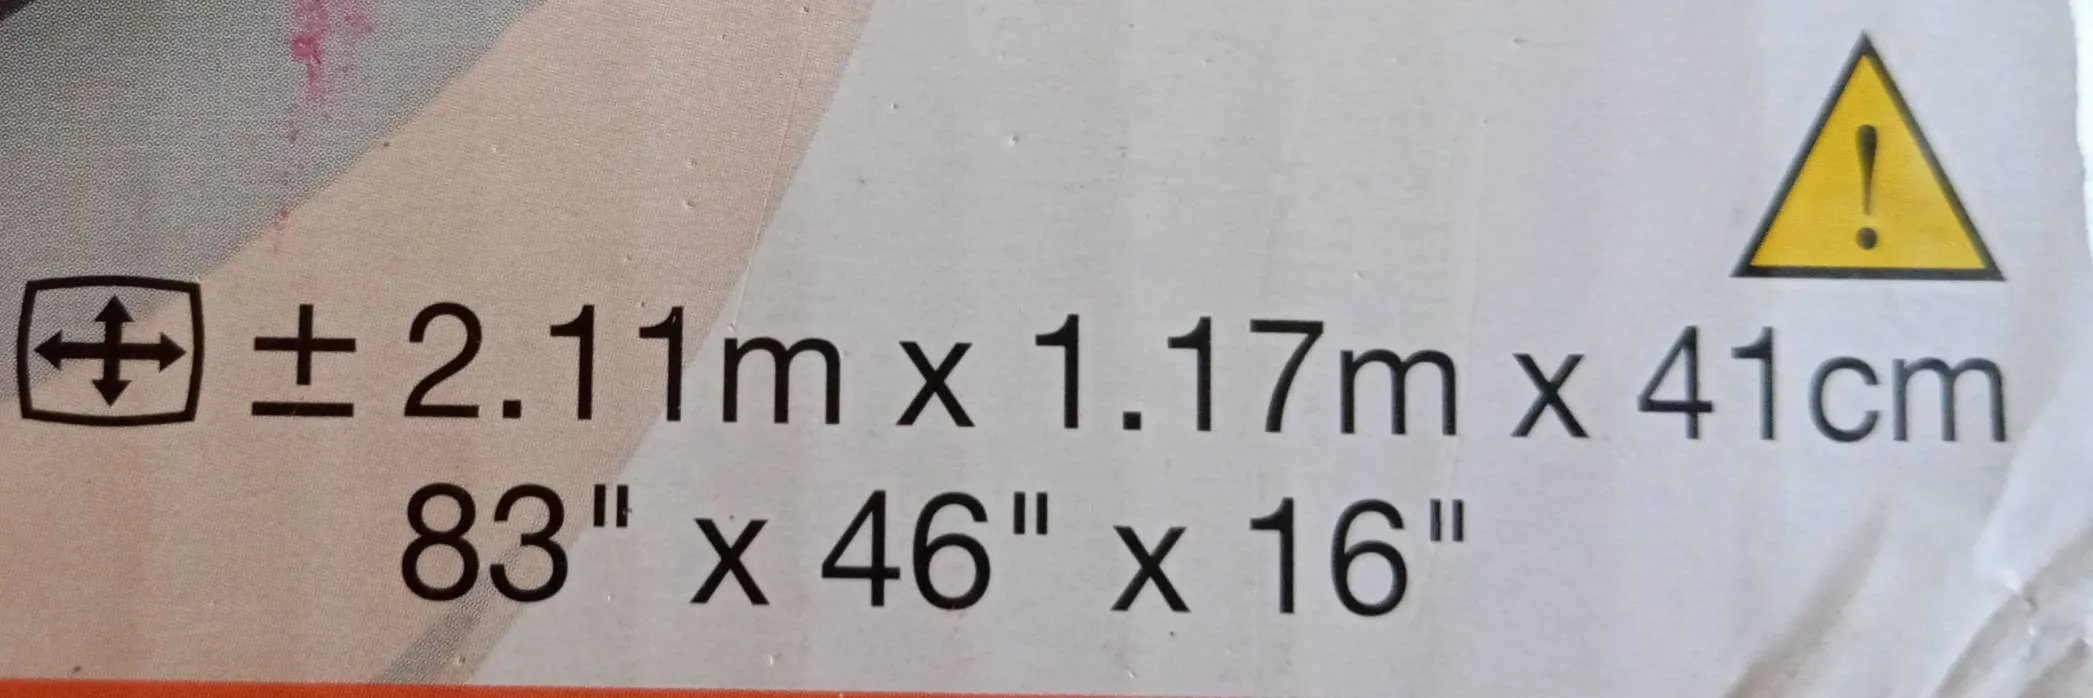 ± 2.11m x 1.17m x 41cm
83" x 46" x 16"